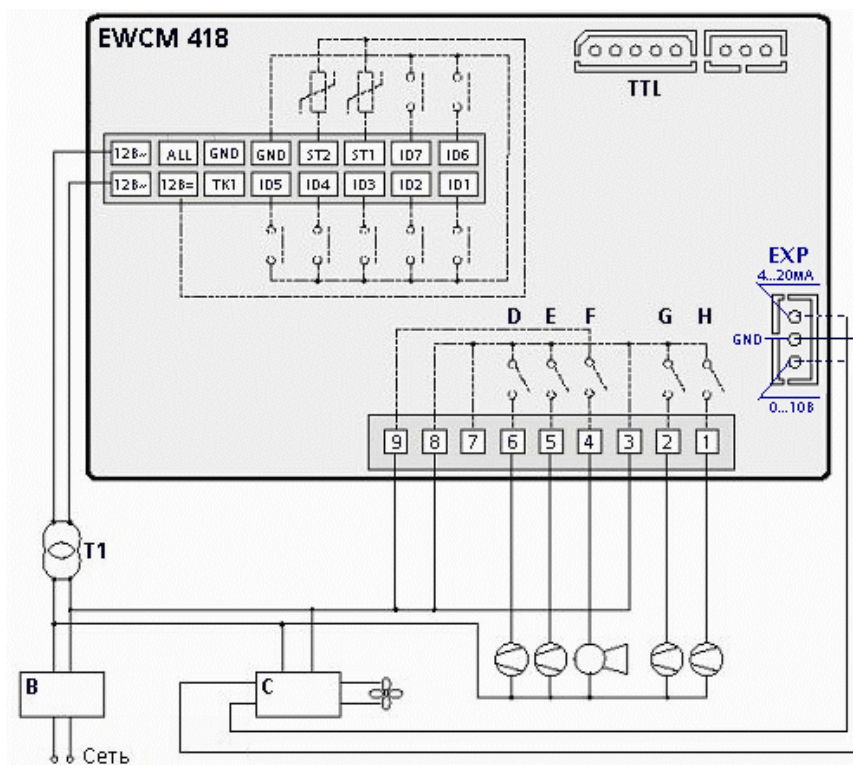 EWCM 418
TTL
12В~ ALL GND GND ST2 ST1 ID7 ID6
12В~ 12В= TK1 ID5 ID4 ID3 ID2 ID1
EXP
4...20мА
GND
0...10В
D E F G H
9 8 7 6 5 4 3 2 1
T1
B
C
Сеть